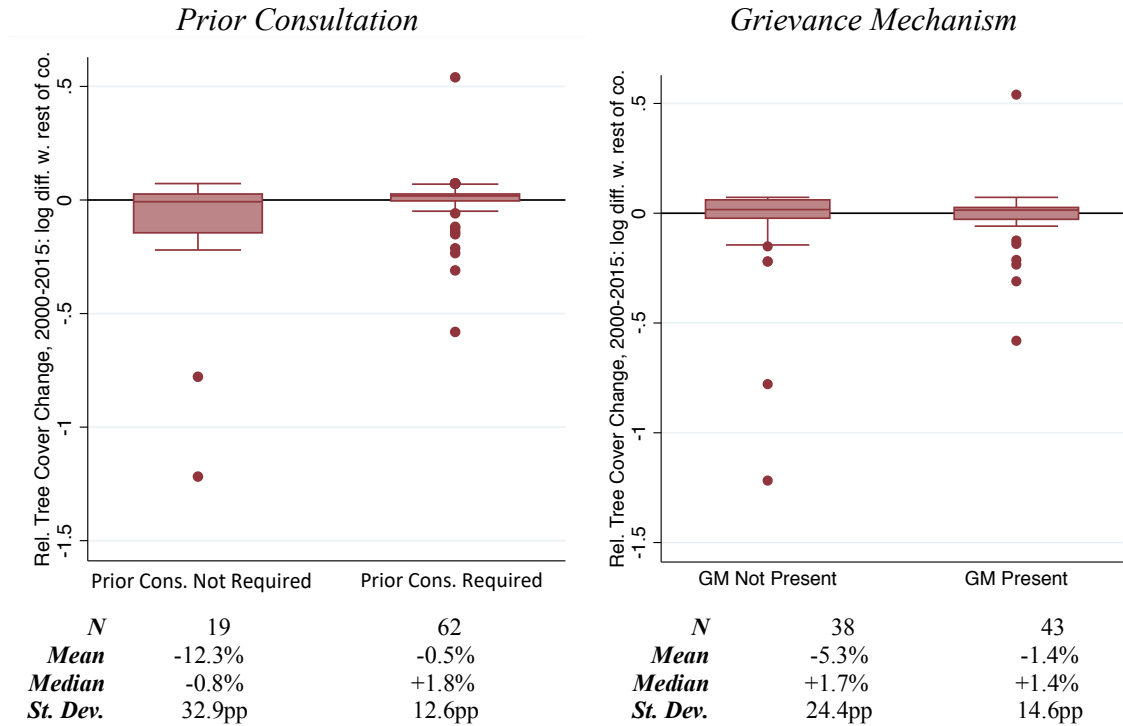 Prior Consultation
Rel. Tree Cover Change, 2000-2015: log diff. w. rest of co.
.5
0
-.5
-1
-1.5
Prior Cons. Not Required Prior Cons. Required
N 19 62
Mean -12.3% -0.5%
Median -0.8% +1.8%
St. Dev. 32.9pp 12.6pp
Grievance Mechanism
Rel. Tree Cover Change, 2000-2015: log diff. w. rest of co.
.5
0
-.5
-1
-1.5
GM Not Present GM Present
N 38 43
Mean -5.3% -1.4%
Median +1.7% +1.4%
St. Dev. 24.4pp 14.6pp